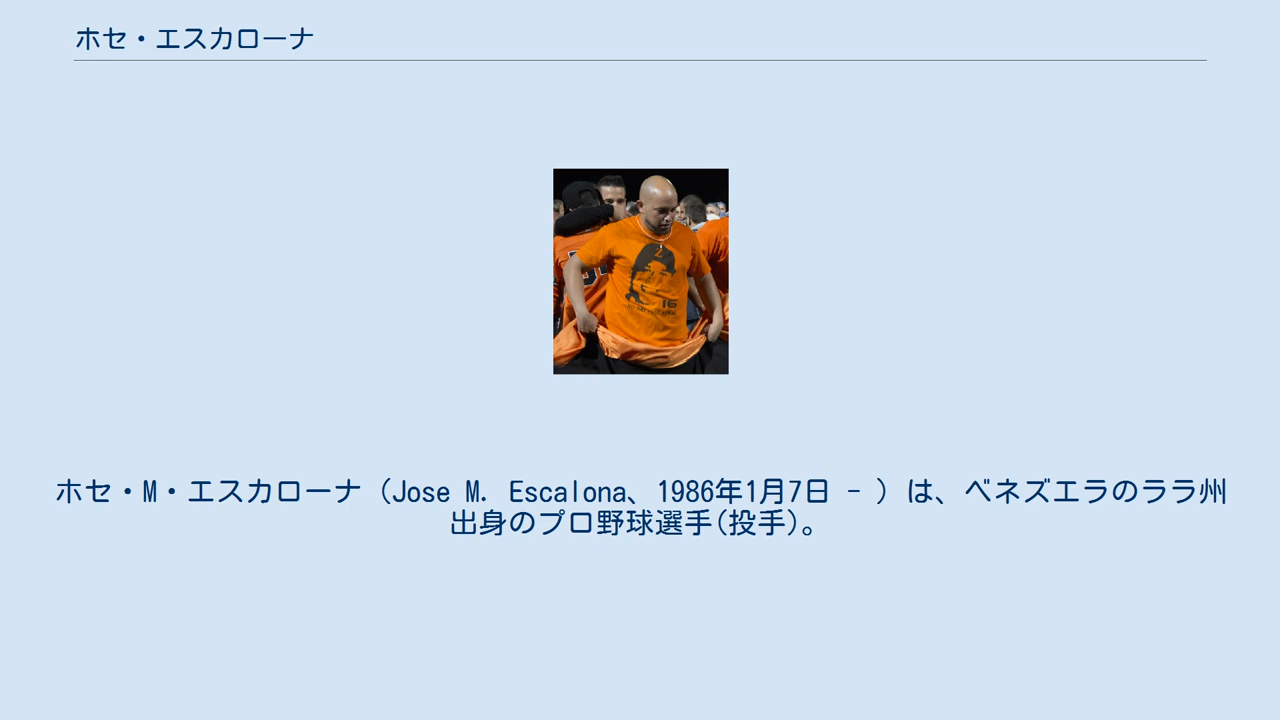 ホセ・エスカローナ
16
ホセ・M・エスカローナ（Jose M. Escalona、1986年1月7日 - ）は、ベネズエラのララ州
出身のプロ野球選手(投手)。